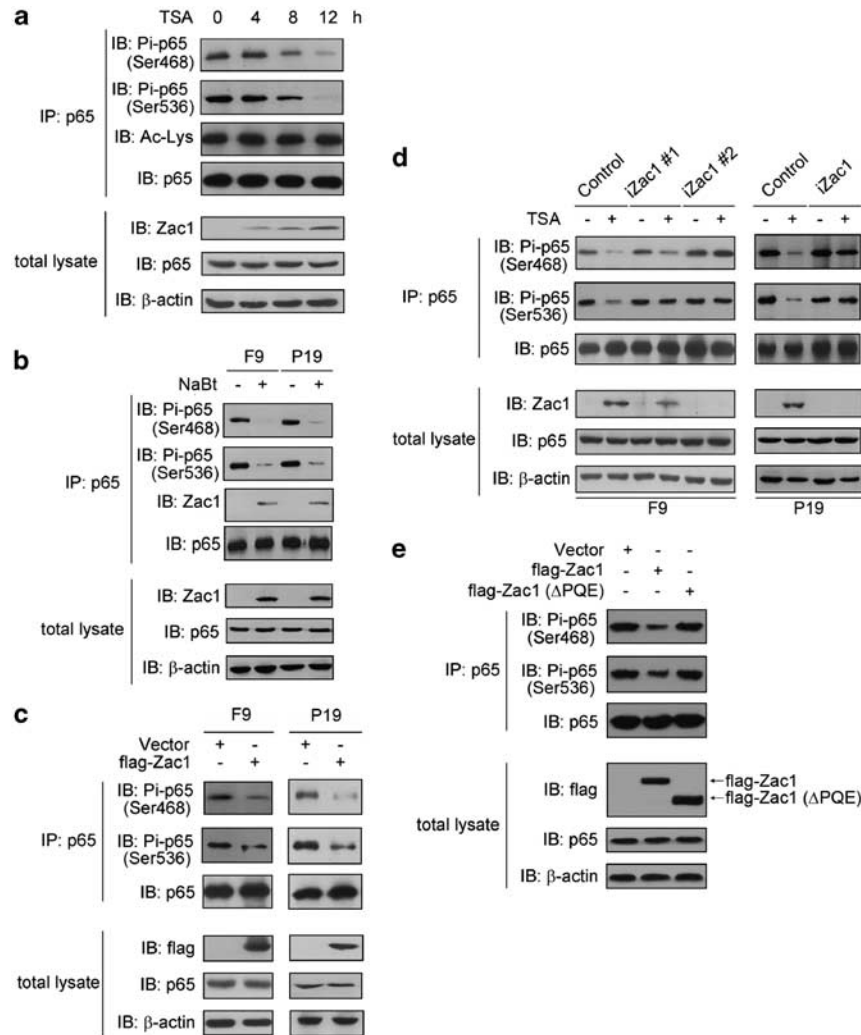 a
TSA 0 4 8 12 h
IB: Pi-p65
(Ser468)
IB: Pi-p65
(Ser536)
IP: p65
IB: Ac-Lys
IB: p65
IB: Zac1
total lysate
IB: p65
IB: β-actin
b
F9 P19
NaBt - + - +
IB: Pi-p65
(Ser468)
IB: Pi-p65
(Ser536)
IP: p65
IB: Zac1
IB: p65
IB: Zac1
total lysate
IB: p65
IB: β-actin
c
F9 P19
Vector + - + -
flag-Zac1 - + - +
IB: Pi-p65
(Ser468)
IP: p65
IB: Pi-p65
(Ser536)
IB: p65
IB: flag
total lysate
IB: p65
IB: β-actin
d
Control iZac1 #1 iZac1 #2 Control iZac1
TSA - + - + - + - + - +
IB: Pi-p65
(Ser468)
IP: p65
IB: Pi-p65
(Ser536)
IB: p65
IB: Zac1
total lysate
IB: p65
IB: β-actin
F9 P19
e
Vector + - -
flag-Zac1 - + -
flag-Zac1 (ΔPQE) - - +
IB: Pi-p65
(Ser468)
IP: p65
IB: Pi-p65
(Ser536)
IB: p65
IB: flag
←flag-Zac1
←flag-Zac1 (ΔPQE)
total lysate
IB: p65
IB: β-actin